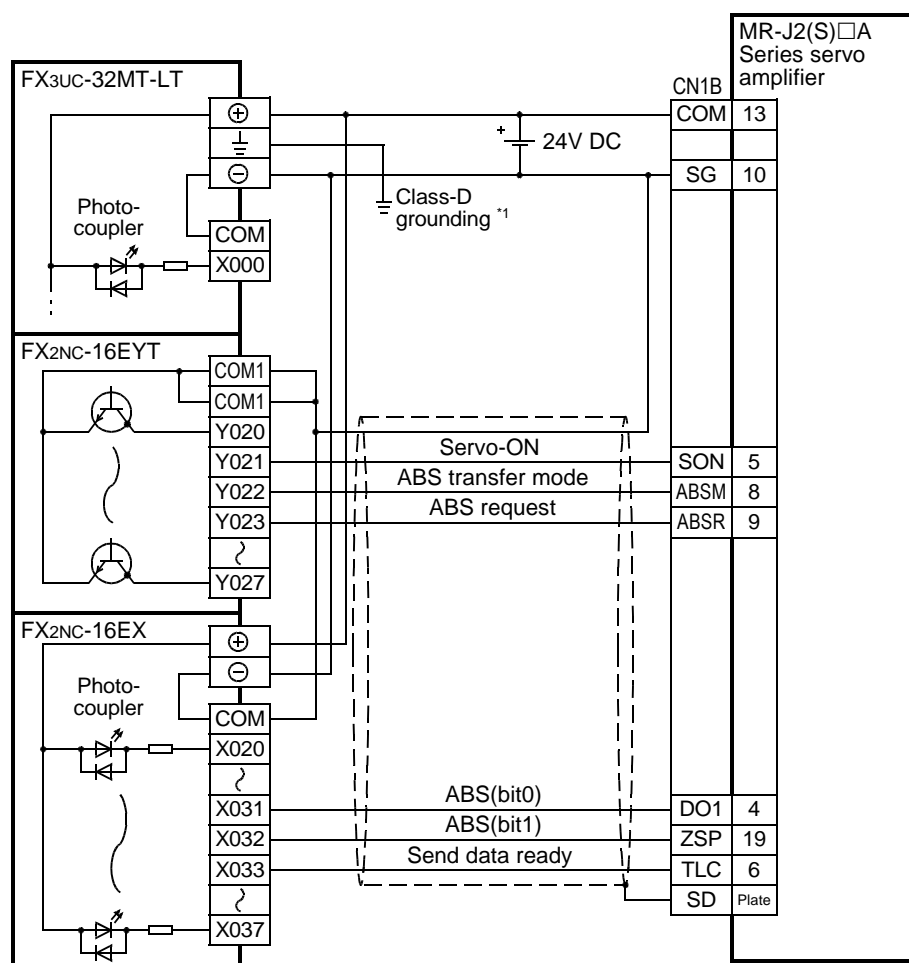 MR-J2(S)□A
Series servo
amplifier
FX3UC-32MT-LT
CN1B
⊕
COM 13
+
24V DC
⊖
SG 10
Class-D
grounding *1
Photo-
coupler
COM
X000
FX2NC-16EYT
COM1
COM1
Y020
Servo-ON
Y021
SON 5
ABS transfer mode
Y022
ABSM 8
ABS request
Y023
ABSR 9
Y027
FX2NC-16EX
⊕
⊖
Photo-
coupler
COM
X020
ABS(bit0)
X031
DO1 4
ABS(bit1)
X032
ZSP 19
Send data ready
X033
TLC 6
SD Plate
X037